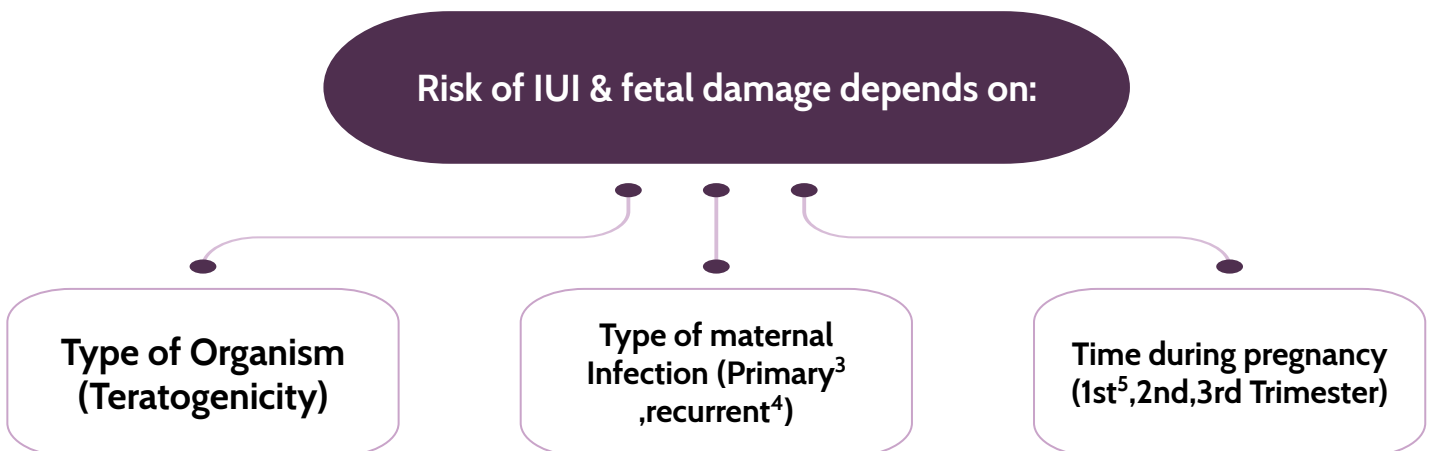 Risk of IUI & fetal damage depends on:
Type of Organism
(Teratogenicity)
Type of maternal
Infection (Primary³
,recurrent⁴)
Time during pregnancy
(1st⁵,2nd,3rd Trimester)